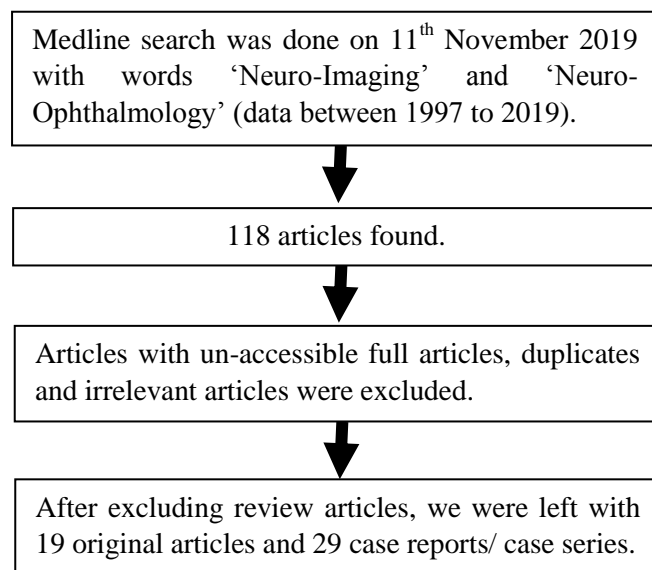 Medline search was done on 11th November 2019
with words ‘Neuro-Imaging’ and ‘Neuro-
Ophthalmology’ (data between 1997 to 2019).
118 articles found.
Articles with un-accessible full articles, duplicates
and irrelevant articles were excluded.
After excluding review articles, we were left with
19 original articles and 29 case reports/ case series.